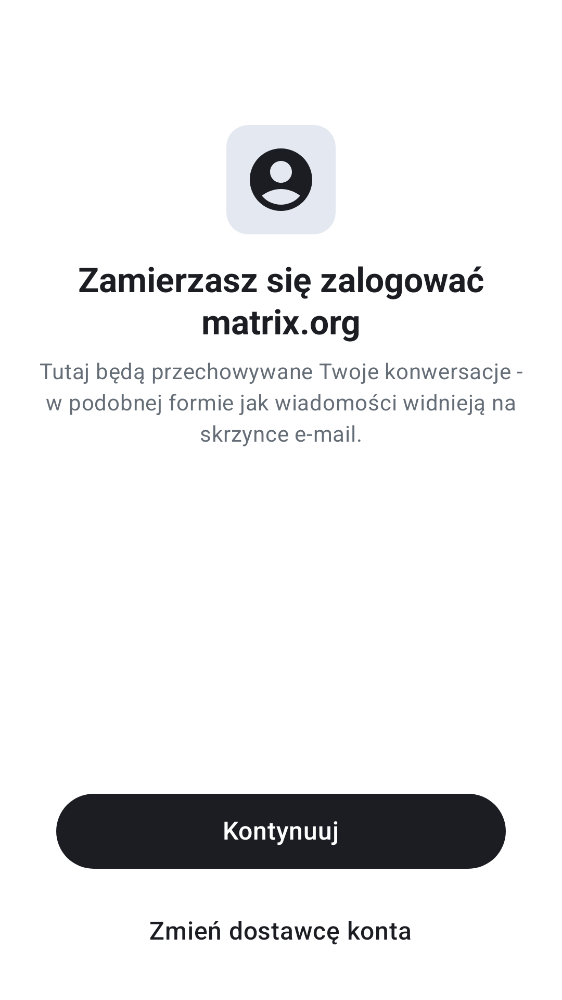 Zamierzasz się zalogować
matrix.org
Tutaj będą przechowywane Twoje konwersacje -
w podobnej formie jak wiadomości widnieją na
skrzynce e-mail.
Kontynuuj
Zmień dostawcę konta